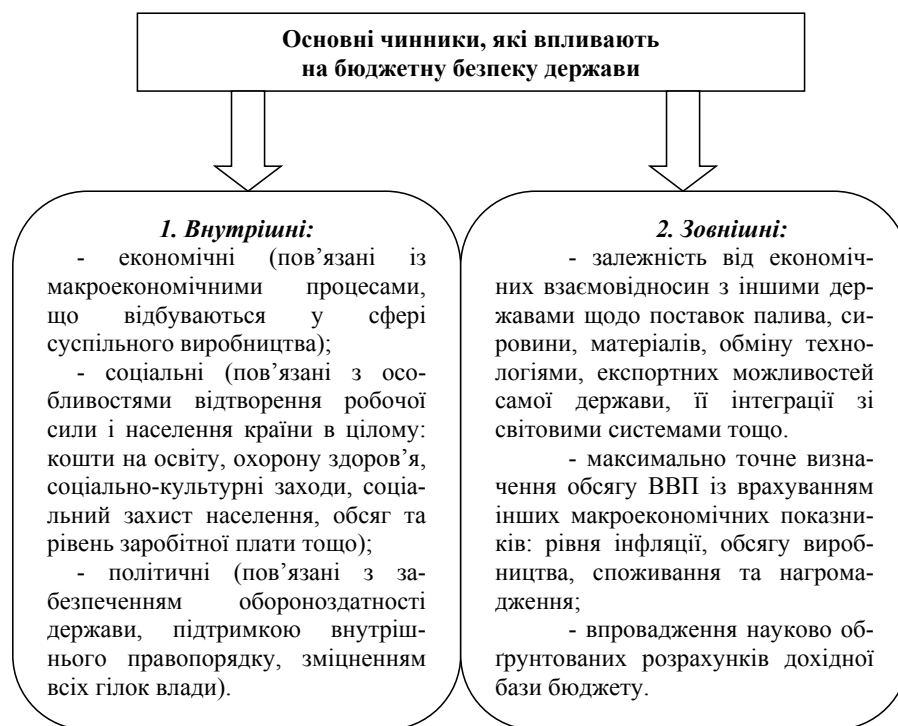 Основні чинники, які впливають
на бюджетну безпеку держави
1. Внутрішні:
- економічні (пов’язані із
макроекономічними процесами,
що відбуваються у сфері
суспільного виробництва);
- соціальні (пов’язані з осо-
бливостями відтворення робочої
сили і населення країни в цілому:
кошти на освіту, охорону здоров’я,
соціально-культурні заходи, соціа-
льний захист населення, обсяг та
рівень заробітної плати тощо);
- політичні (пов’язані з за-
безпеченням обороноздатності
держави, підтримкою внутріш-
нього правопорядку, зміцненням
всіх гілок влади).
2. Зовнішні:
- залежність від економіч-
них взаємовідносин з іншими дер-
жавами щодо поставок палива, си-
ровини, матеріалів, обміну техно-
логіями, експортних можливостей
самої держави, її інтеграції зі
світовими системами тощо.
- максимально точне визна-
чення обсягу ВВП із врахуванням
інших макроекономічних показни-
ків: рівня інфляції, обсягу вироб-
ництва, споживання та нагрома-
дження;
- впровадження науково об-
ґрунтованих розрахунків дохідної
бази бюджету.